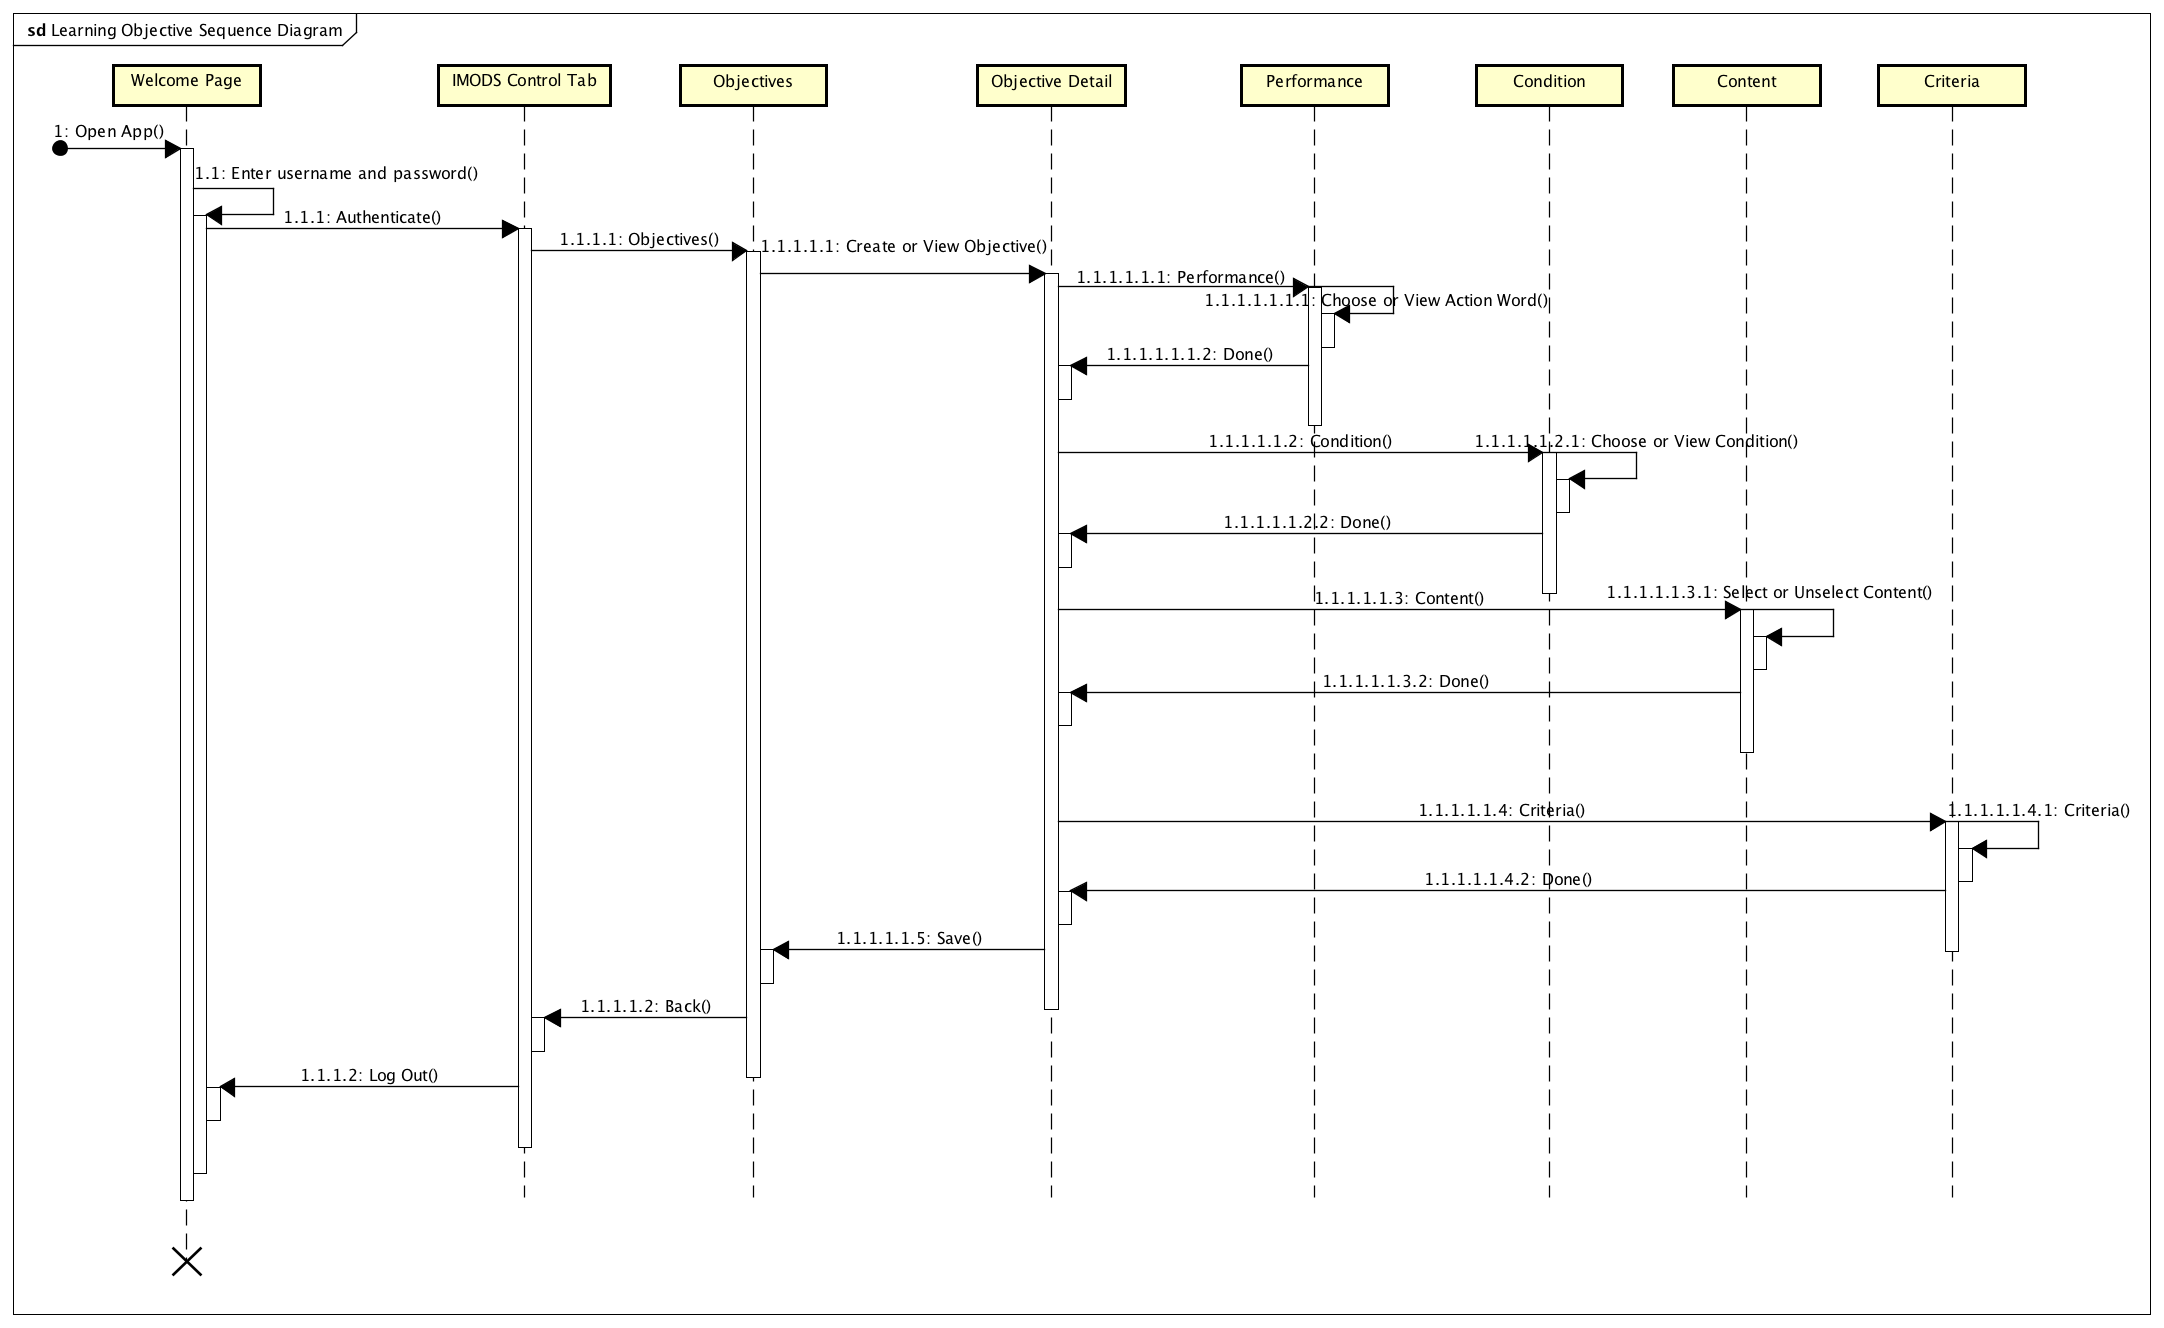 sd Learning Objective Sequence Diagram
Welcome Page
IMODS Control Tab
Objectives
Objective Detail
Performance
Condition
Content
Criteria
1: Open App()
1.1: Enter username and password()
1.1.1: Authenticate()
1.1.1.1: Objectives()
1.1.1.1.1: Create or View Objective()
1.1.1.1.1.1: Performance()
1.1.1.1.1.1.1: Choose or View Action Word()
1.1.1.1.1.1.2: Done()
1.1.1.1.1.2: Condition()
1.1.1.1.1.2.1: Choose or View Condition()
1.1.1.1.1.2.2: Done()
1.1.1.1.1.3: Content()
1.1.1.1.1.3.1: Select or Unselect Content()
1.1.1.1.1.3.2: Done()
1.1.1.1.1.4: Criteria()
1.1.1.1.1.4.1: Criteria()
1.1.1.1.1.4.2: Done()
1.1.1.1.1.5: Save()
1.1.1.1.2: Back()
1.1.1.2: Log Out()